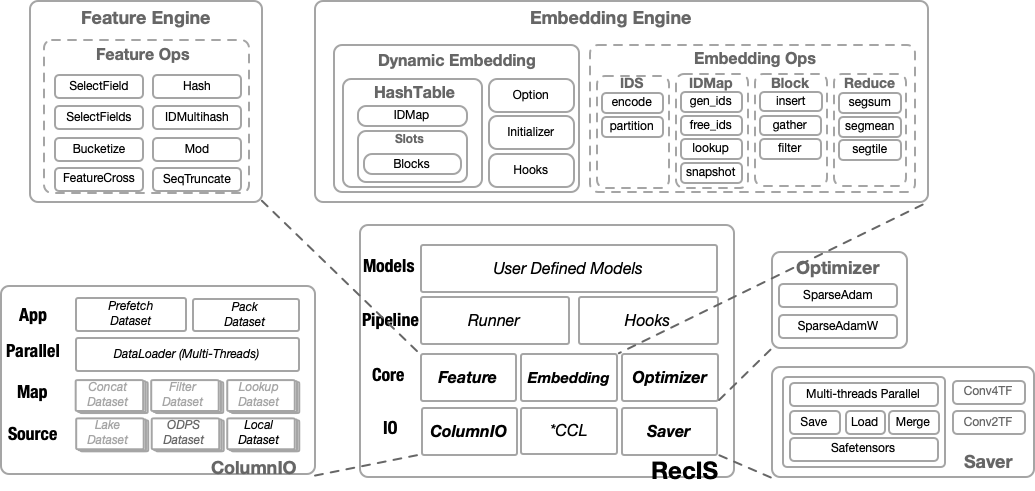 Feature Engine
Feature Ops
SelectField
Hash
SelectFields
IDMultihash
Bucketize
Mod
FeatureCross
SeqTruncate
Embedding Engine
Dynamic Embedding
HashTable
IDMap
Slots
Blocks
Option
Initializer
Hooks
Embedding Ops
IDS
encode
partition
IDMap
gen_ids
free_ids
lookup
snapshot
Block
insert
gather
filter
Reduce
segsum
segmean
segtile
App
Prefetch
Dataset
Pack
Dataset
Parallel
DataLoader (Multi-Threads)
Map
Concat
Dataset
Filter
Dataset
Lookup
Dataset
Source
Lake
Dataset
ODPS
Dataset
Local
Dataset
ColumnIO
Models
User Defined Models
Pipeline
Runner
Hooks
Core
Feature
Embedding
Optimizer
IO
ColumnIO
*CCL
Saver
RecIS
Optimizer
SparseAdam
SparseAdamW
Multi-threads Parallel
Save
Load
Merge
Safetensors
Conv4TF
Conv2TF
Saver